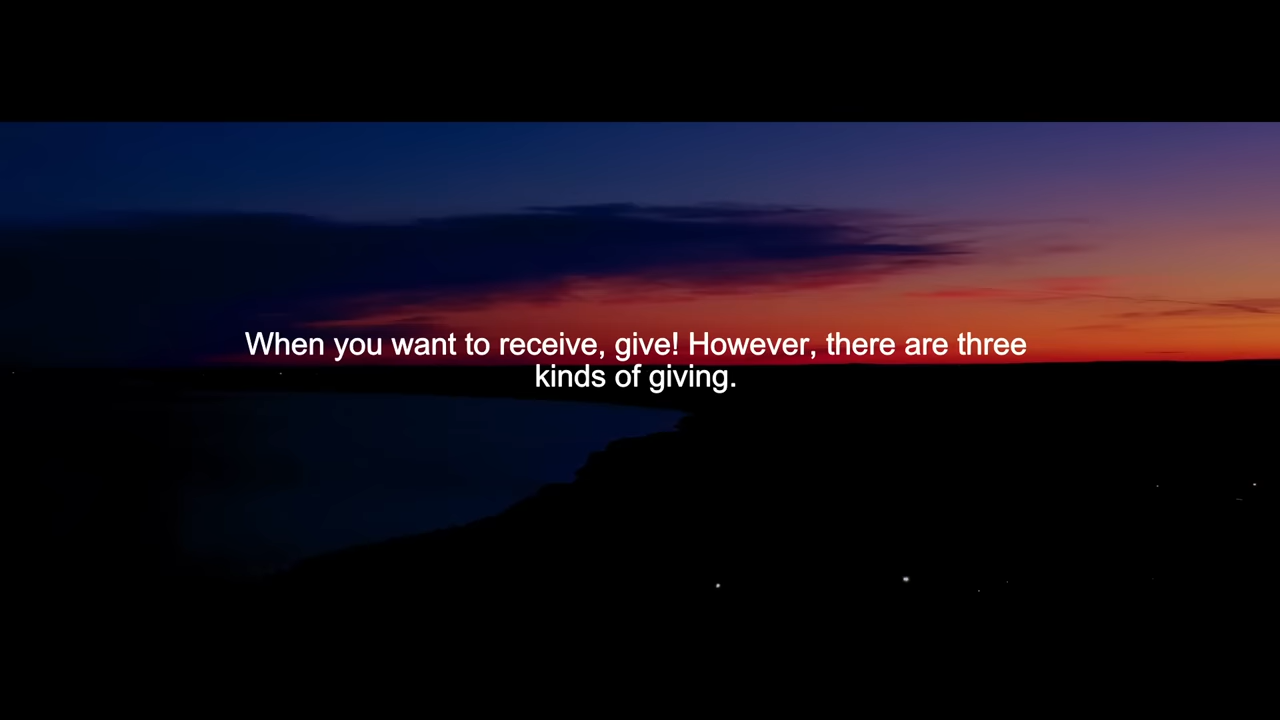 When you want to receive, give! However, there are three
kinds of giving.